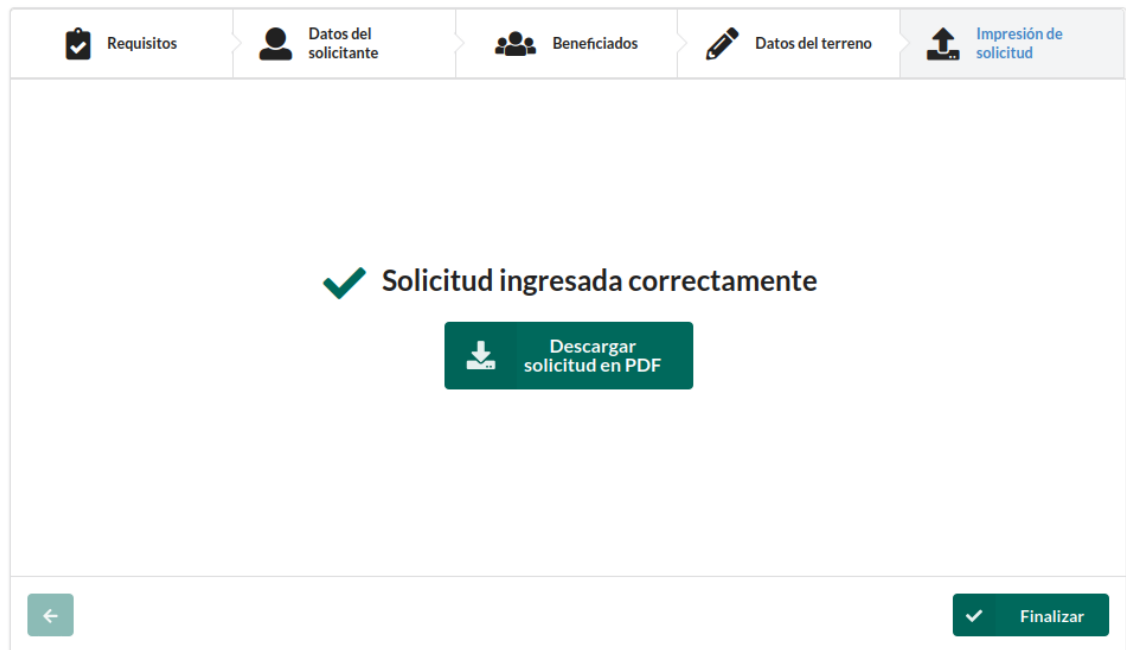 Requisitos
Datos del
solicitante
Beneficiados
Datos del terreno
Impresión de
solicitud
Solicitud ingresada correctamente
Descargar
solicitud en PDF
Finalizar